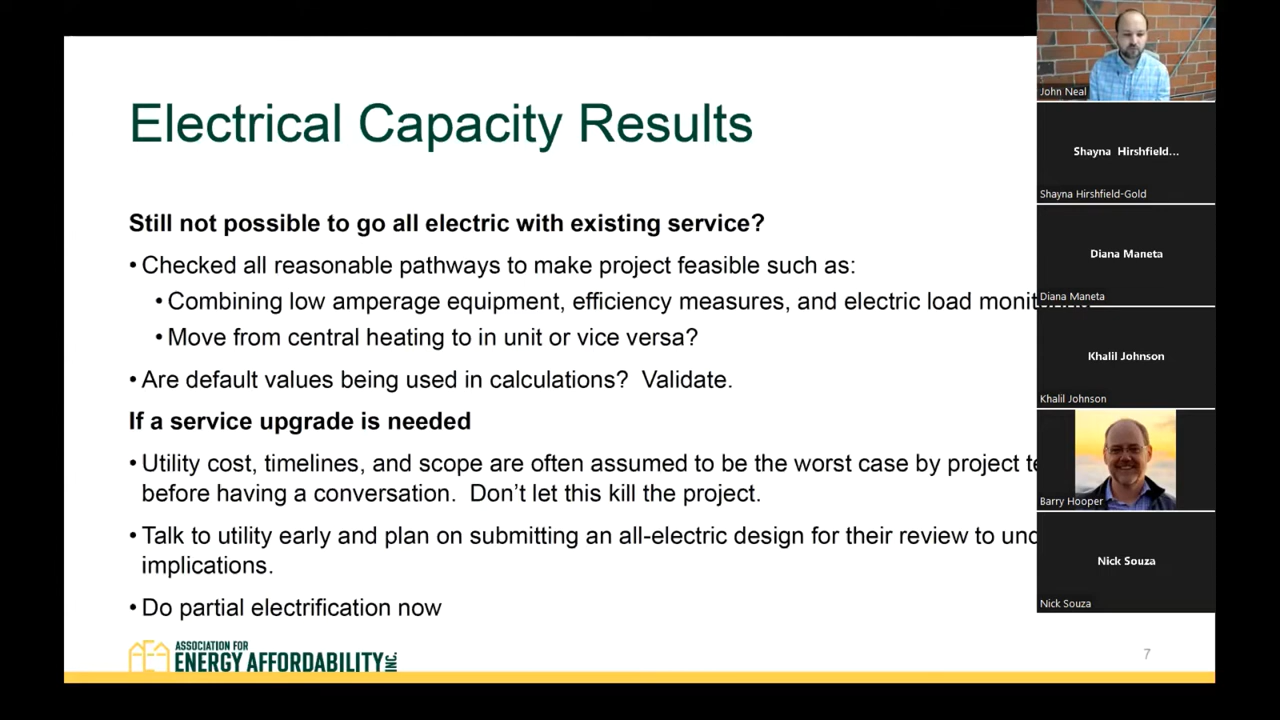 Electrical Capacity Results
Still not possible to go all electric with existing service?
• Checked all reasonable pathways to make project feasible such as:
• Combining low amperage equipment, efficiency measures, and electric load
• Move from central heating to in unit or vice versa?
• Are default values being used in calculations? Validate.
If a service upgrade is needed
• Utility cost, timelines, and scope are often assumed to be the worst case by project
before having a conversation. Don’t let this kill the project.
• Talk to utility early and plan on submitting an all-electric design for their review to
implications.
• Do partial electrification now
ASSOCIATION FOR
ENERGY AFFORDABILITY INC.
7
John Neal
Shayna Hirshfield...
Shayna Hirshfield-Gold
Diana Maneta
Diana Maneta
Khalil Johnson
Khalil Johnson
Barry Hooper
Nick Souza
Nick Souza